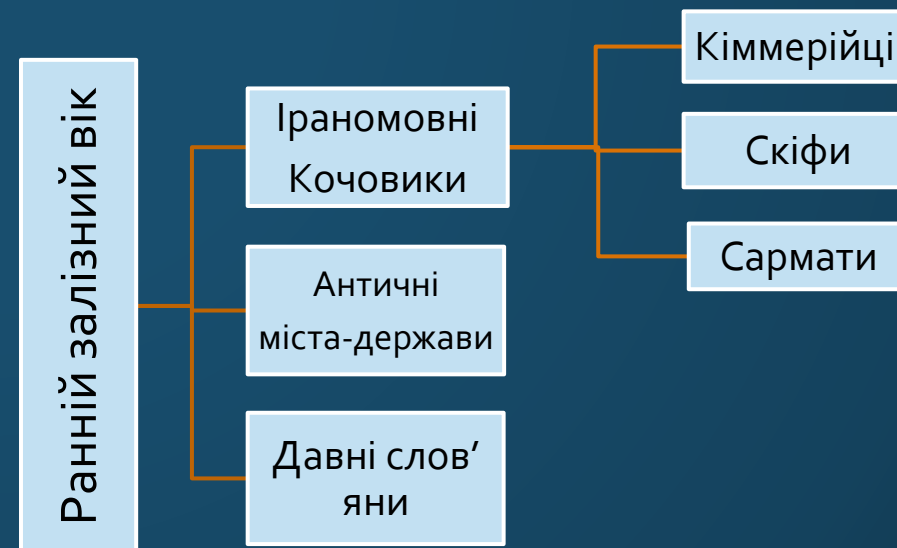 Ранній залізний вік
Іраномовні
Кочовики
Античні
міста-держави
Давні слов’
яни
Кіммерійці
Скіфи
Сармати